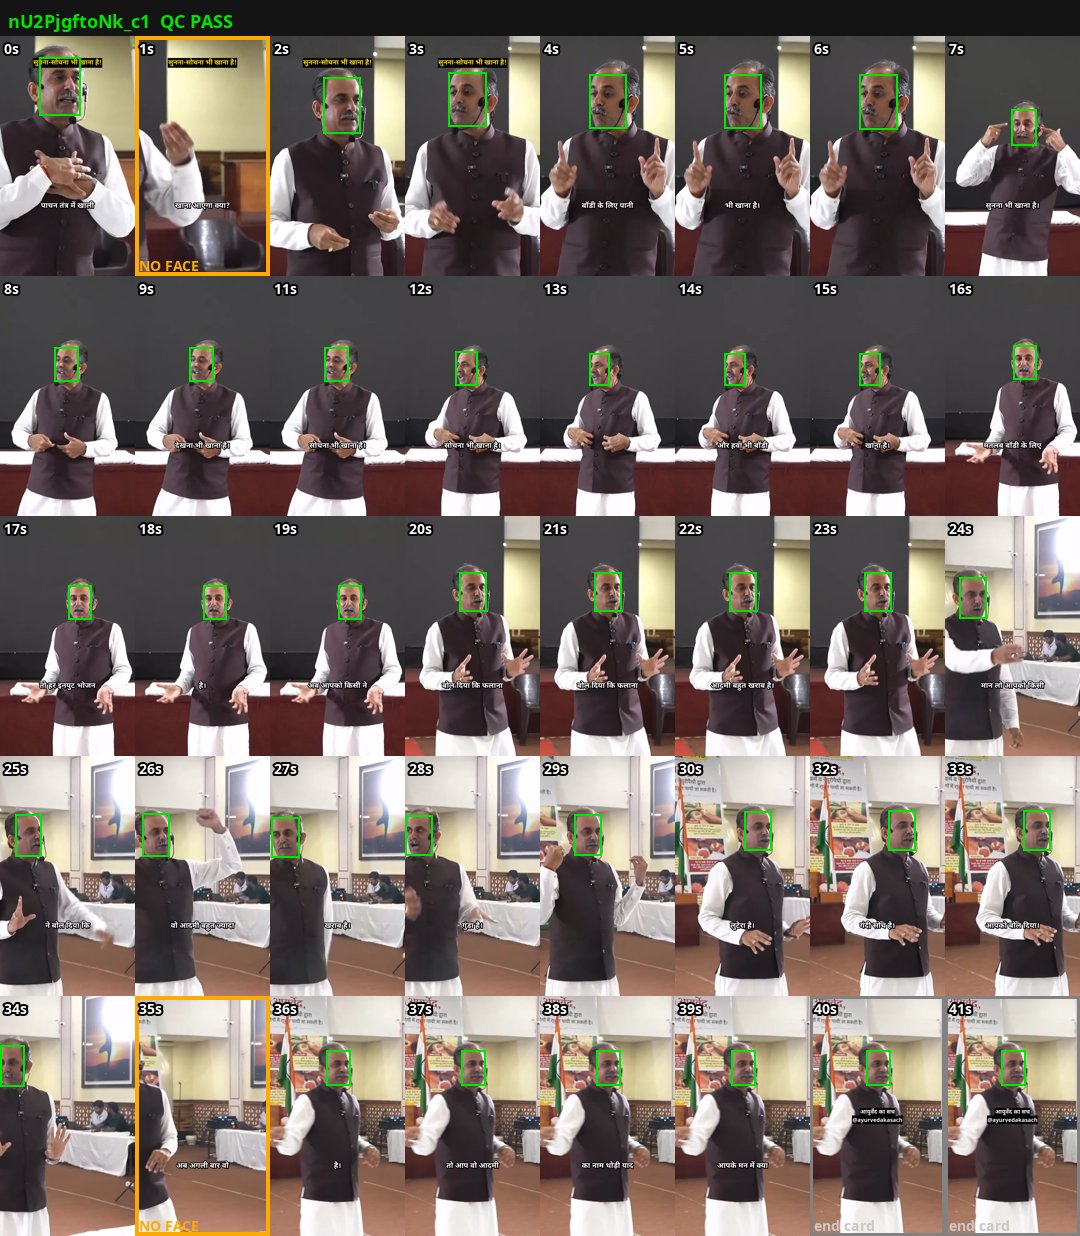 nU2PjgftoNk_c1 QC PASS
0s
1s
2s
3s
4s
5s
6s
7s
सुनना-सोचना भी खाना है!
सुनना-सोचना भी खाना है!
सुनना-सोचना भी खाना है!
सुनना-सोचना भी खाना है!
पाचन तंत्र में खाली
खाना आएगा क्या?
बॉडी के लिए पानी
भी खाना है।
सुनना भी खाना है।
NO FACE
8s
9s
11s
12s
13s
14s
15s
16s
देखना भी खाना है।
सोचना भी खाना है।
सोचना भी खाना है।
और हवा भी बॉडी
खाना है।
मतलब बॉडी के लिए
17s
18s
19s
20s
21s
22s
23s
24s
तो हर इनपुट भोजन
है।
अब आपको किसी ने
बोल दिया कि फलाना
बोल दिया कि फलाना
आदमी बहुत खराब है।
मान लो आपको किसी
25s
26s
27s
28s
29s
30s
32s
33s
ने बोल दिया कि
वो आदमी बहुत ज्यादा
खराब है।
गुंडा है।
लुटेरा है।
गंदी सोच है।
आपको बोल दिया।
34s
35s
36s
37s
38s
39s
40s
41s
आयुर्वेद का सच
@ayurvedakasach
आयुर्वेद का सच
@ayurvedakasach
अब अगली बार वो
है।
तो आप वो आदमी
का नाम थोड़ी याद
आपके मन में क्या
NO FACE
end card
end card